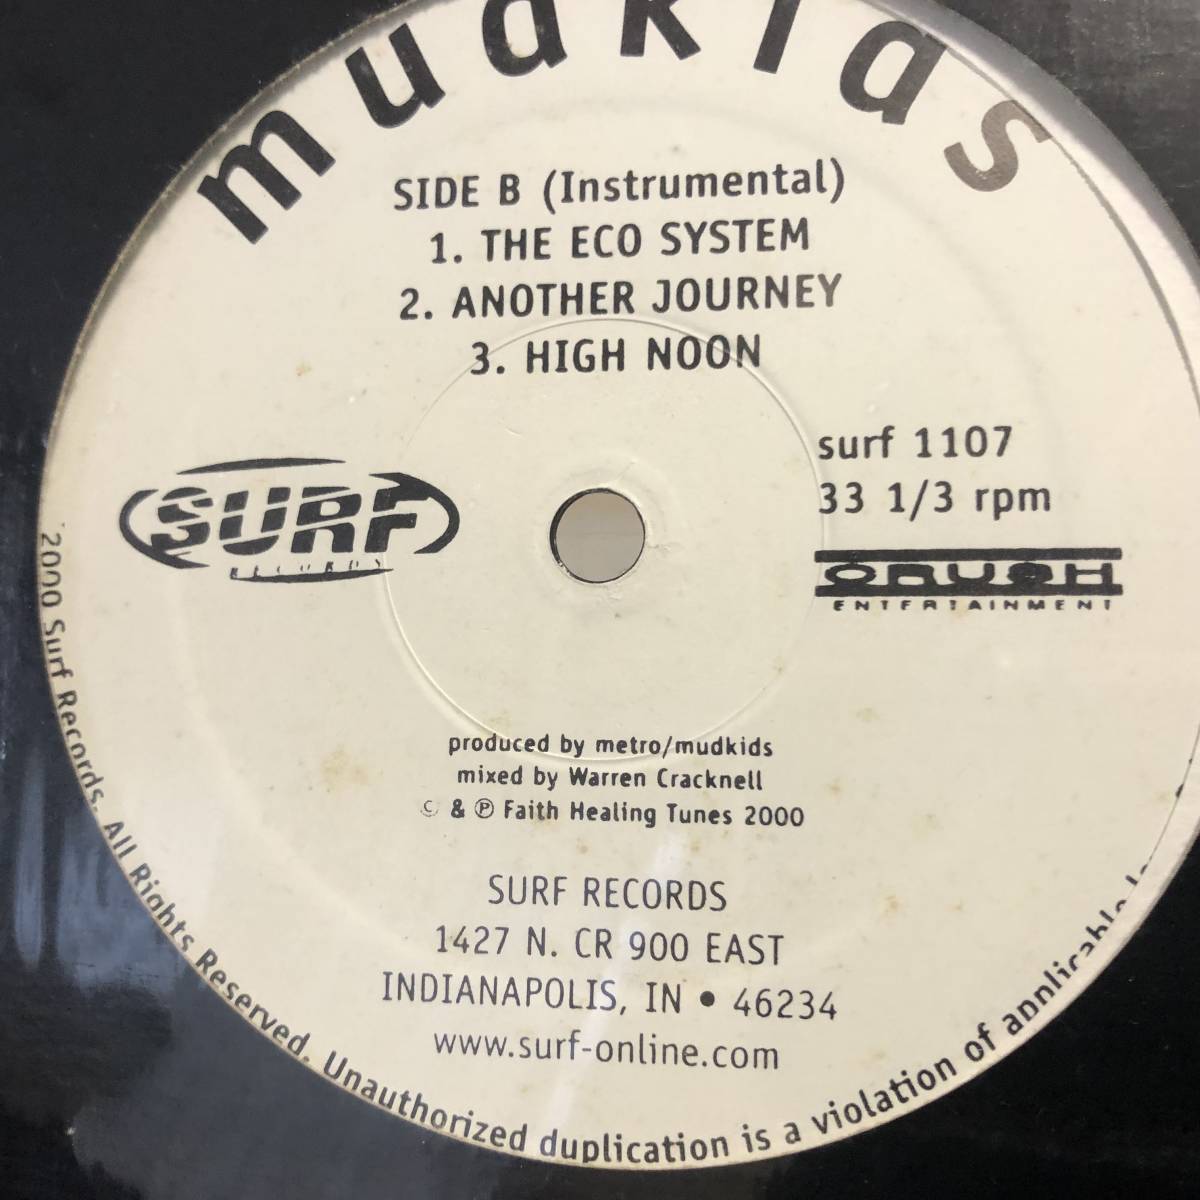 mudkids
SIDE B (Instrumental)
1. THE ECO SYSTEM
2. ANOTHER JOURNEY
3. HIGH NOON
surf 1107
33 1/3 rpm
SURF
RECORDS
CRUSH
ENTERTAINMENT
produced by metro/mudkids
mixed by Warren Cracknell
© & ℗ Faith Healing Tunes 2000
SURF RECORDS
1427 N. CR 900 EAST
INDIANAPOLIS, IN • 46234
www.surf-online.com
2000 Surf Records. All Rights Reserved. Unauthorized duplication is a violation of applicable